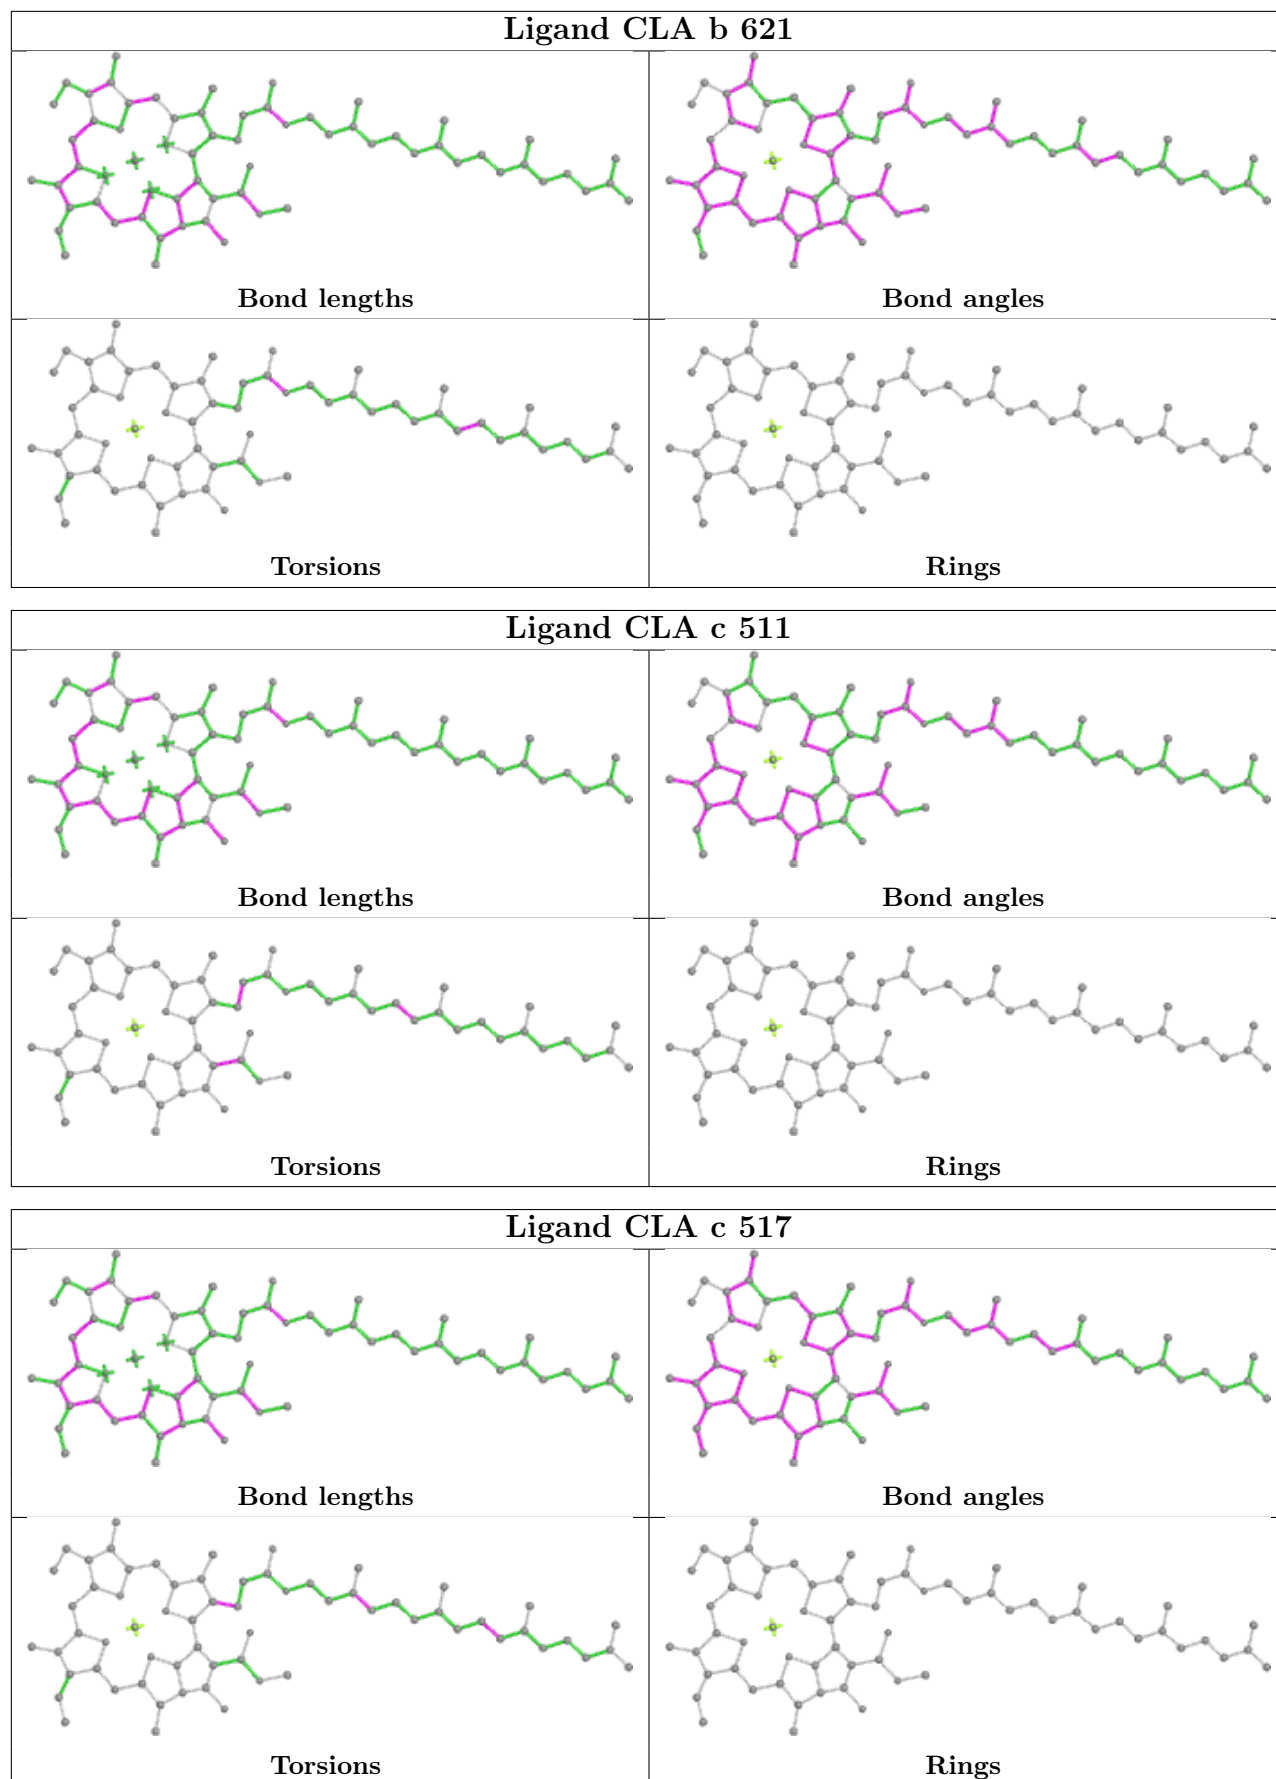 Ligand CLA b 621
Bond lengths
Bond angles
Torsions
Rings
Ligand CLA c 511
Bond lengths
Bond angles
Torsions
Rings
Ligand CLA c 517
Bond lengths
Bond angles
Torsions
Rings